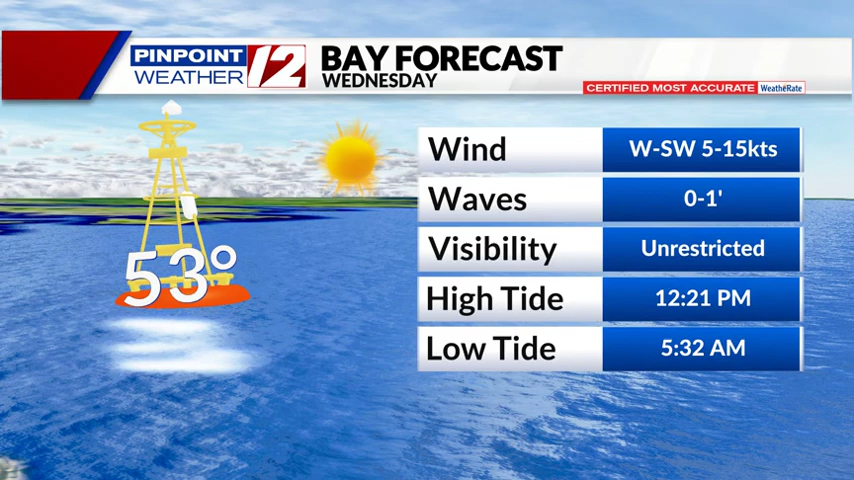 PINPOINT
WEATHER 12
BAY FORECAST
WEDNESDAY
CERTIFIED MOST ACCURATE WeatheRate
Wind W-SW 5-15kts
Waves 0-1'
Visibility Unrestricted
High Tide 12:21 PM
Low Tide 5:32 AM
53°